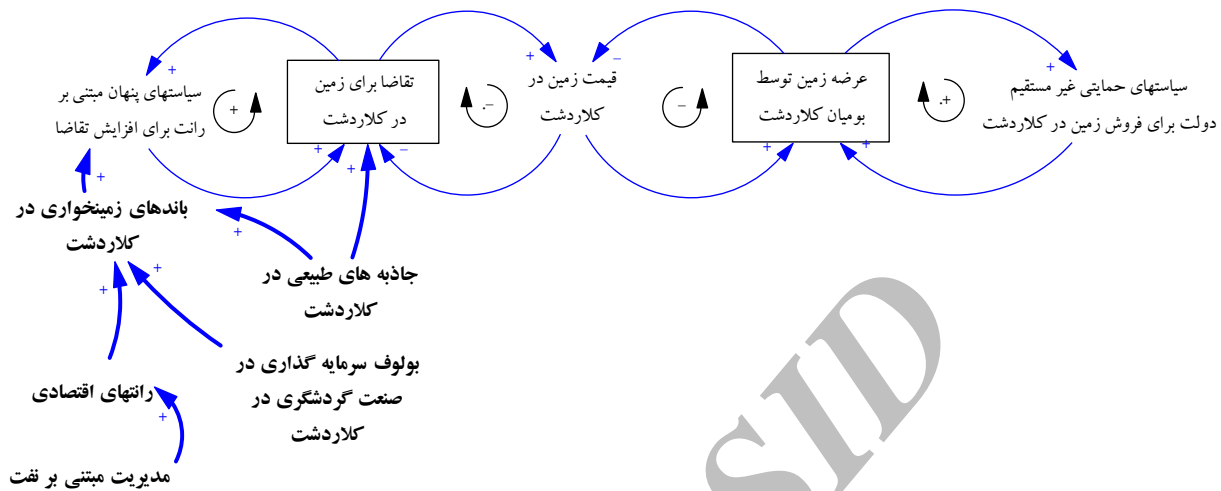 سیاستهای پنهان مبتنی بر
رانت برای افزایش تقاضا
تقاضا برای زمین
در کلاردشت
قیمت زمین در
کلاردشت
عرضه زمین توسط
بومیان کلاردشت
سیاستهای حمایتی غیر مستقیم
دولت برای فروش زمین در کلاردشت
باندهای زمینخواری در
کلاردشت
جاذبه های طبیعی در
کلاردشت
بولوف سرمایه گذاری در
صنعت گردشگری در
کلاردشت
رانتهای اقتصادی
مدیریت مبتنی بر نفت
SID